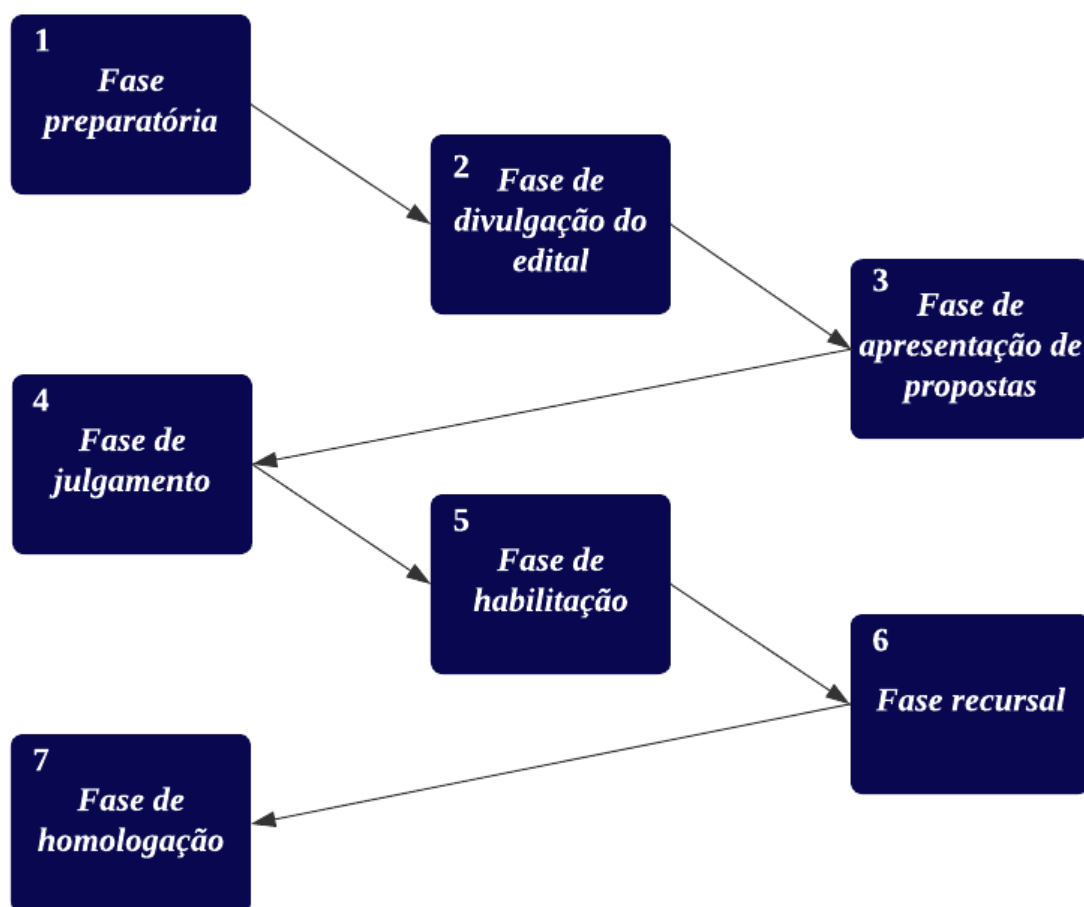 1
Fase
preparatória
2
Fase de
divulgação do
edital
3
Fase de
apresentação de
propostas
4
Fase de
julgamento
5
Fase de
habilitação
6
Fase recursal
7
Fase de
homologação